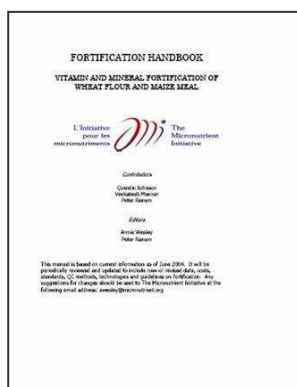 FORTIFICATION HANDBOOK
VITAMIN AND MINERAL FORTIFICATION OF
WHEAT FLOUR AND MAIZE MEAL
L'Initiative
pour les
micronutriments
The
Micronutrient
Initiative
Contributors
Quentin Johnson
Venkatesh Mannar
Peter Ranum
Editors
Annie Wesley
Peter Ranum
This manual is based on current information as of June 2004. It will be
periodically reviewed and updated to include new or revised data, costs,
standards, QC methods, technologies and guidelines on fortification. Any
suggestions for changes should be sent to The Micronutrient Initiative at the
following email address: awesley@micronutrient.org